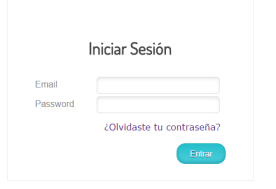 Iniciar Sesión
Email
Password
¿Olvidaste tu contraseña?
Entrar